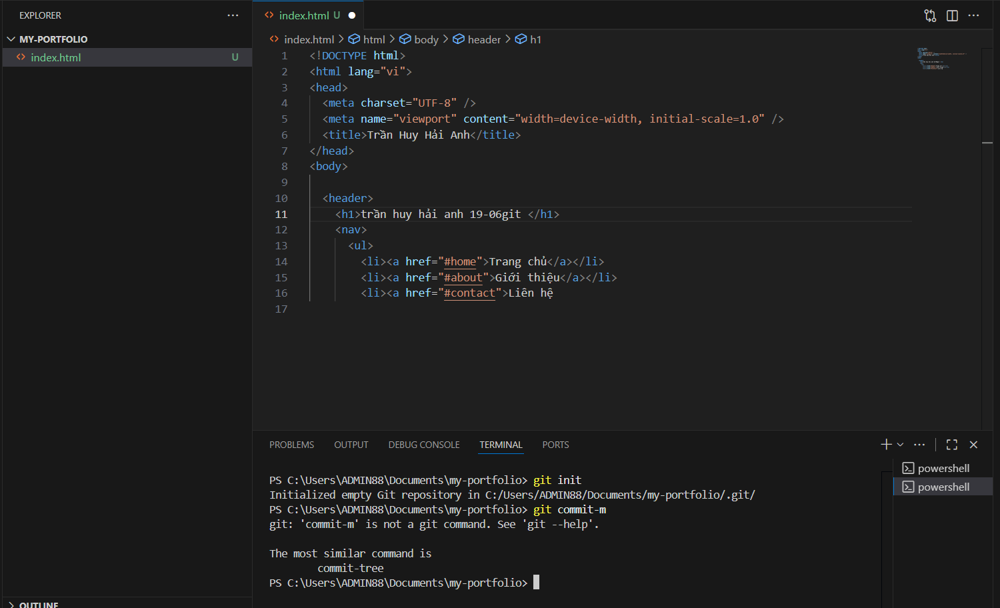 EXPLORER
MY-PORTFOLIO
index.html U
OUTLINE
index.html U
index.html > html > body > header > h1
1 <!DOCTYPE html>
2 <html lang="vi">
3 <head>
4 <meta charset="UTF-8" />
5 <meta name="viewport" content="width=device-width, initial-scale=1.0" />
6 <title>Trần Huy Hải Anh</title>
7 </head>
8 <body>
9
10 <header>
11 <h1>trần huy hải anh 19-06git </h1>
12 <nav>
13 <ul>
14 <li><a href="#home">Trang chủ</a></li>
15 <li><a href="#about">Giới thiệu</a></li>
16 <li><a href="#contact">Liên hệ
17
PROBLEMS OUTPUT DEBUG CONSOLE TERMINAL PORTS
PS C:\Users\ADMIN88\Documents\my-portfolio> git init
Initialized empty Git repository in C:/Users/ADMIN88/Documents/my-portfolio/.git/
PS C:\Users\ADMIN88\Documents\my-portfolio> git commit-m
git: 'commit-m' is not a git command. See 'git --help'.
The most similar command is
commit-tree
PS C:\Users\ADMIN88\Documents\my-portfolio>
powershell
powershell